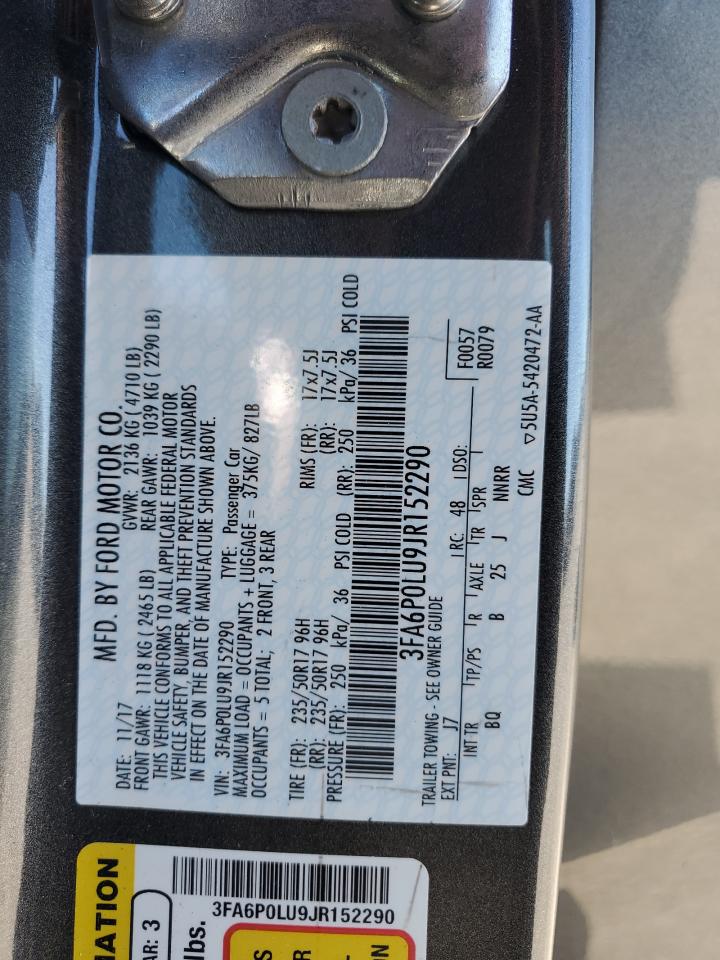 MFD. BY FORD MOTOR CO.
DATE: 11/17 GVWR: 2136 KG ( 4710 LB)
FRONT GAWR: 1118 KG ( 2465 LB) REAR GAWR: 1039 KG ( 2290 LB)
THIS VEHICLE CONFORMS TO ALL APPLICABLE FEDERAL MOTOR
VEHICLE SAFETY, BUMPER, AND THEFT PREVENTION STANDARDS
IN EFFECT ON THE DATE OF MANUFACTURE SHOWN ABOVE.
VIN: 3FA6P0LU9JR152290 TYPE: Passenger Car
MAXIMUM LOAD = OCCUPANTS + LUGGAGE = 375KG/ 827LB
OCCUPANTS = 5 TOTAL; 2 FRONT, 3 REAR
TIRE (FR): 235/50R17 96H RIMS (FR): 17x7.5J
(RR): 235/50R17 96H (RR): 17x7.5J
PRESSURE (FR): 250 kPa/ 36 PSI COLD (RR): 250 kPa/ 36 PSI COLD
3FA6P0LU9JR152290
TRAILER TOWING - SEE OWNER GUIDE
F0057
R0079
EXT PNT: J7 RC: 48 DSO:
INT TR TP/PS R AXLE TR SPR
BQ B 25 J NNRR
CMC ▽5U5A-5420472-AA
MATION
AR: 3
lbs.
3FA6P0LU9JR152290
S
R
-
N